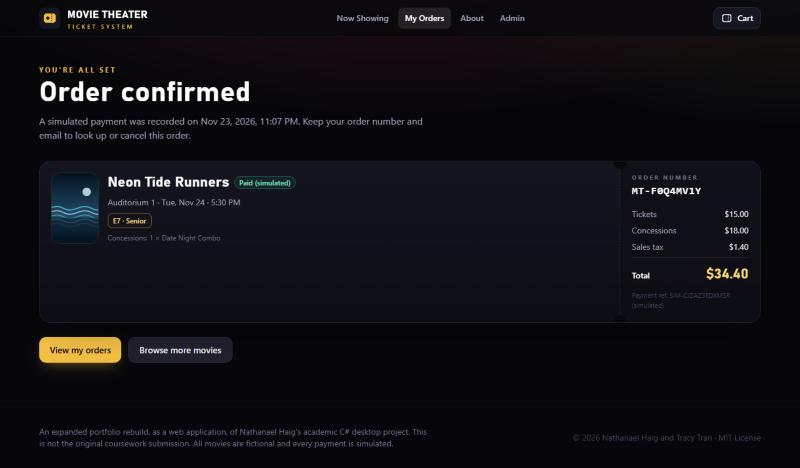 MOVIE THEATER
TICKET SYSTEM
Now Showing
My Orders
About
Admin
Cart
YOU'RE ALL SET
Order confirmed
A simulated payment was recorded on Nov 23, 2026, 11:07 PM. Keep your order number and
email to look up or cancel this order.
Neon Tide Runners
Paid (simulated)
Auditorium 1 · Tue, Nov 24 · 5:30 PM
E7 · Senior
Concessions: 1 × Date Night Combo
ORDER NUMBER
MT-F0Q4MV1Y
Tickets $15.00
Concessions $18.00
Sales tax $1.40
Total $34.40
Payment ref:
(simulated)
View my orders
Browse more movies
An expanded portfolio rebuild, as a web application, of Nathanael Haig's academic C# desktop project. This
is not the original coursework submission. All movies are fictional and every payment is simulated.
© 2026 Nathanael Haig and Tracy Tran · MIT License